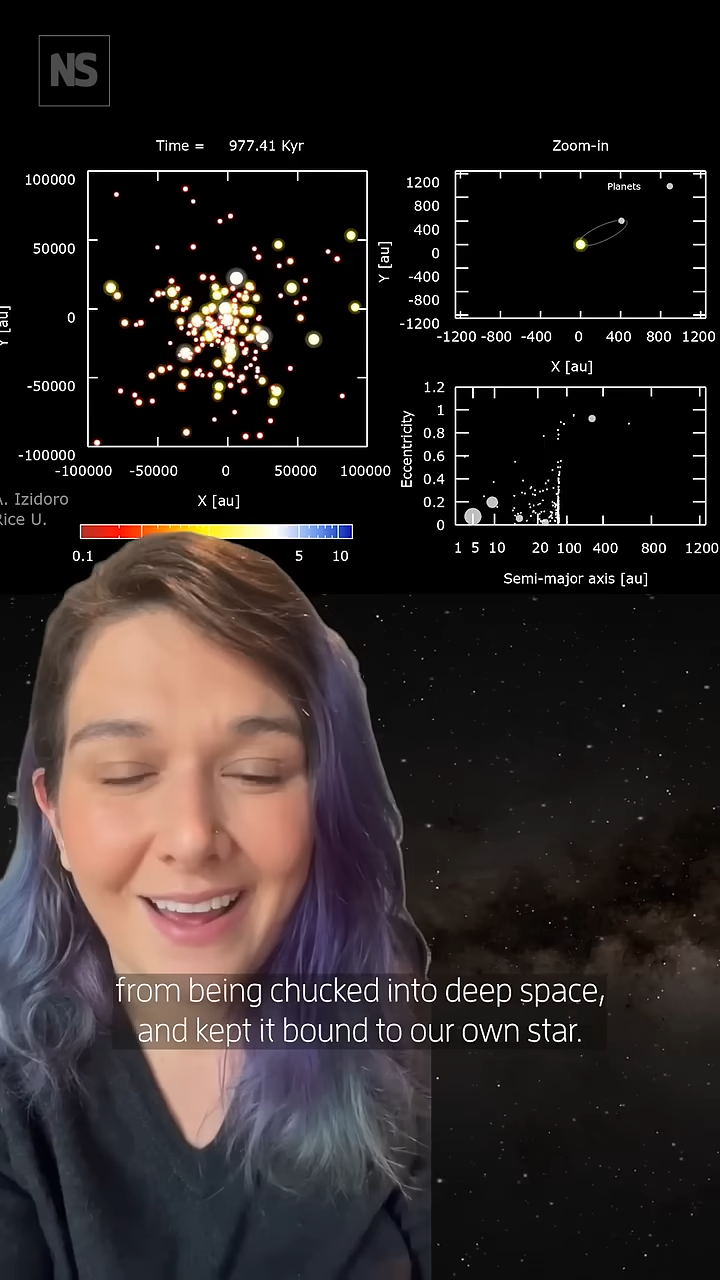 NS
Time = 977.41 Kyr
Zoom-in
100000
50000
0
-50000
-100000
Y [au]
-100000 -50000 0 50000 100000
X [au]
A. Izidoro
Rice U.
0.1 5 10
1200
800
400
0
-400
-800
-1200
Y [au]
Planets
-1200 -800 -400 0 400 800 1200
X [au]
1.2
1
0.8
0.6
0.4
0.2
0
Eccentricity
1 5 10 20 100 400 800 1200
Semi-major axis [au]
from being chucked into deep space,
and kept it bound to our own star.